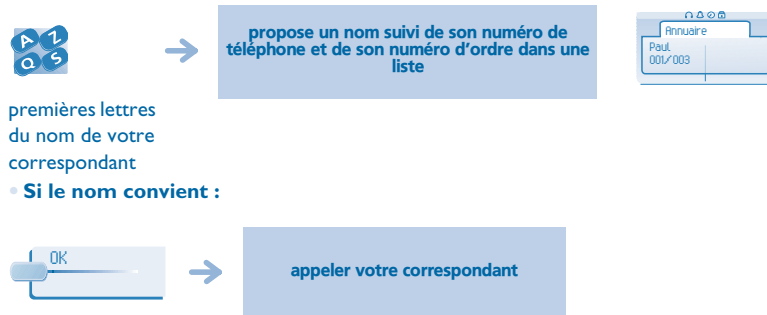 A Z
Q S
propose un nom suivi de son numéro de
téléphone et de son numéro d'ordre dans une
liste
Annuaire
Paul
001/003
premières lettres
du nom de votre
correspondant
• Si le nom convient :
OK
appeler votre correspondant